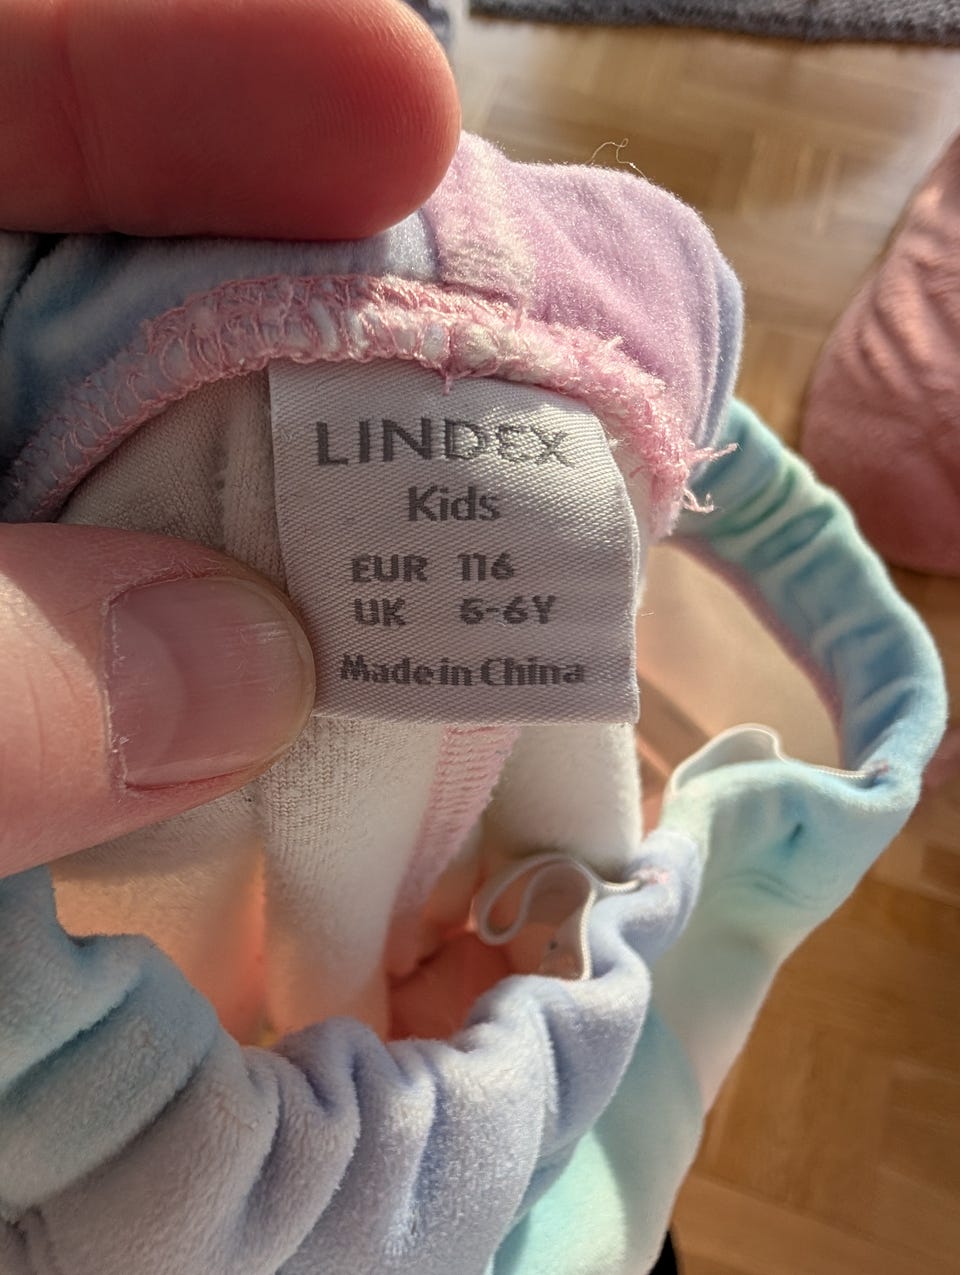 LINDEX
Kids
EUR 116
UK 5-6Y
Made in China